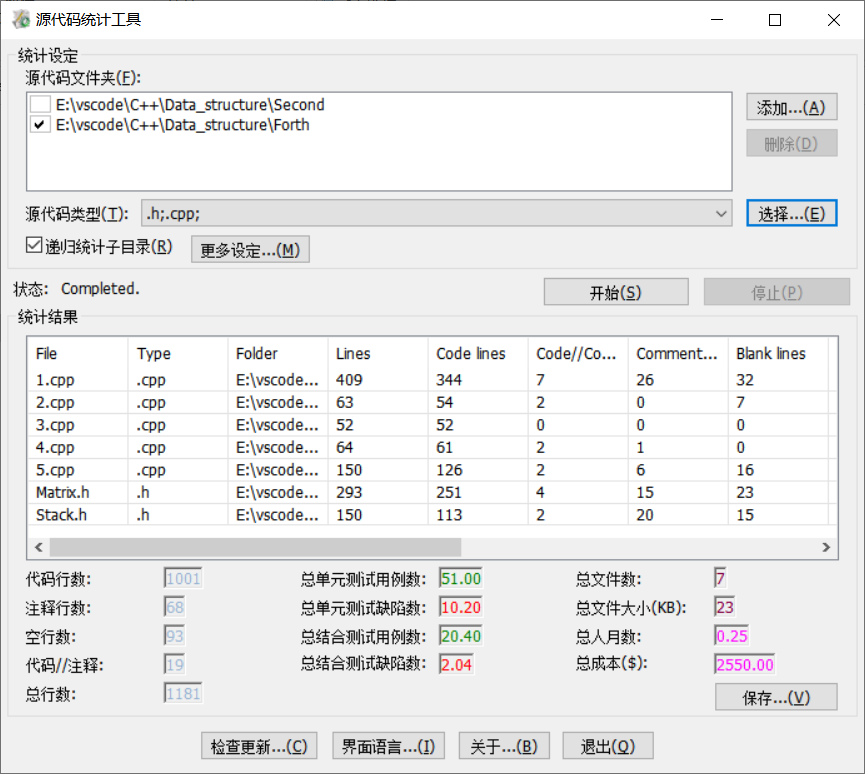 源代码统计工具
统计设定
源代码文件夹(F):
E:\vscode\C++\Data_structure\Second
E:\vscode\C++\Data_structure\Forth
添加...(A)
删除(D)
源代码类型(T): .h;.cpp; 选择...(E)
递归统计子目录(R) 更多设定...(M)
状态: Completed. 开始(S) 停止(P)
统计结果
File Type Folder Lines Code lines Code//Co... Comment... Blank lines
1.cpp .cpp E:\vscode... 409 344 7 26 32
2.cpp .cpp E:\vscode... 63 54 2 0 7
3.cpp .cpp E:\vscode... 52 52 0 0 0
4.cpp .cpp E:\vscode... 64 61 2 1 0
5.cpp .cpp E:\vscode... 150 126 2 6 16
Matrix.h .h E:\vscode... 293 251 4 15 23
Stack.h .h E:\vscode... 150 113 2 20 15
代码行数: 1001 总单元测试用例数: 51.00 总文件数: 7
注释行数: 68 总单元测试缺陷数: 10.20 总文件大小(KB): 23
空行数: 93 总结合测试用例数: 20.40 总人月数: 0.25
代码//注释: 19 总结合测试缺陷数: 2.04 总成本($): 2550.00
总行数: 1181 保存...(V)
检查更新...(C) 界面语言...(I) 关于...(B) 退出(Q)